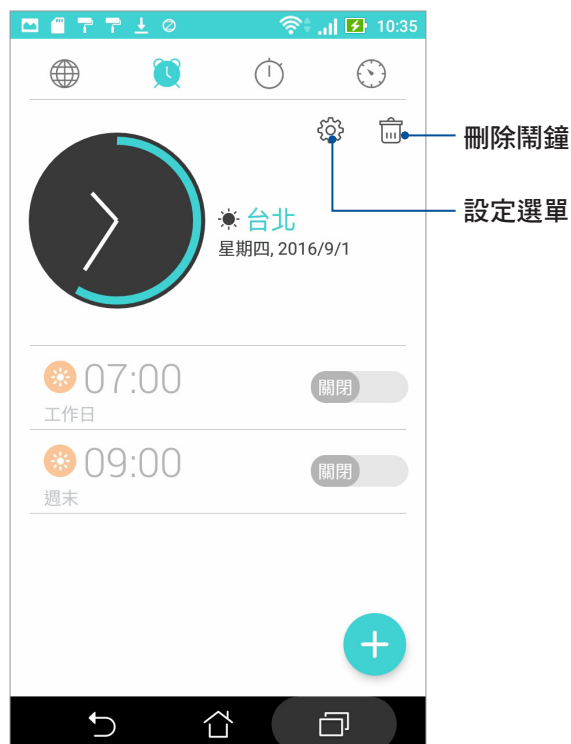 10:35
刪除鬧鐘
設定選單
台北
星期四, 2016/9/1
07:00
關閉
工作日
09:00
關閉
週末